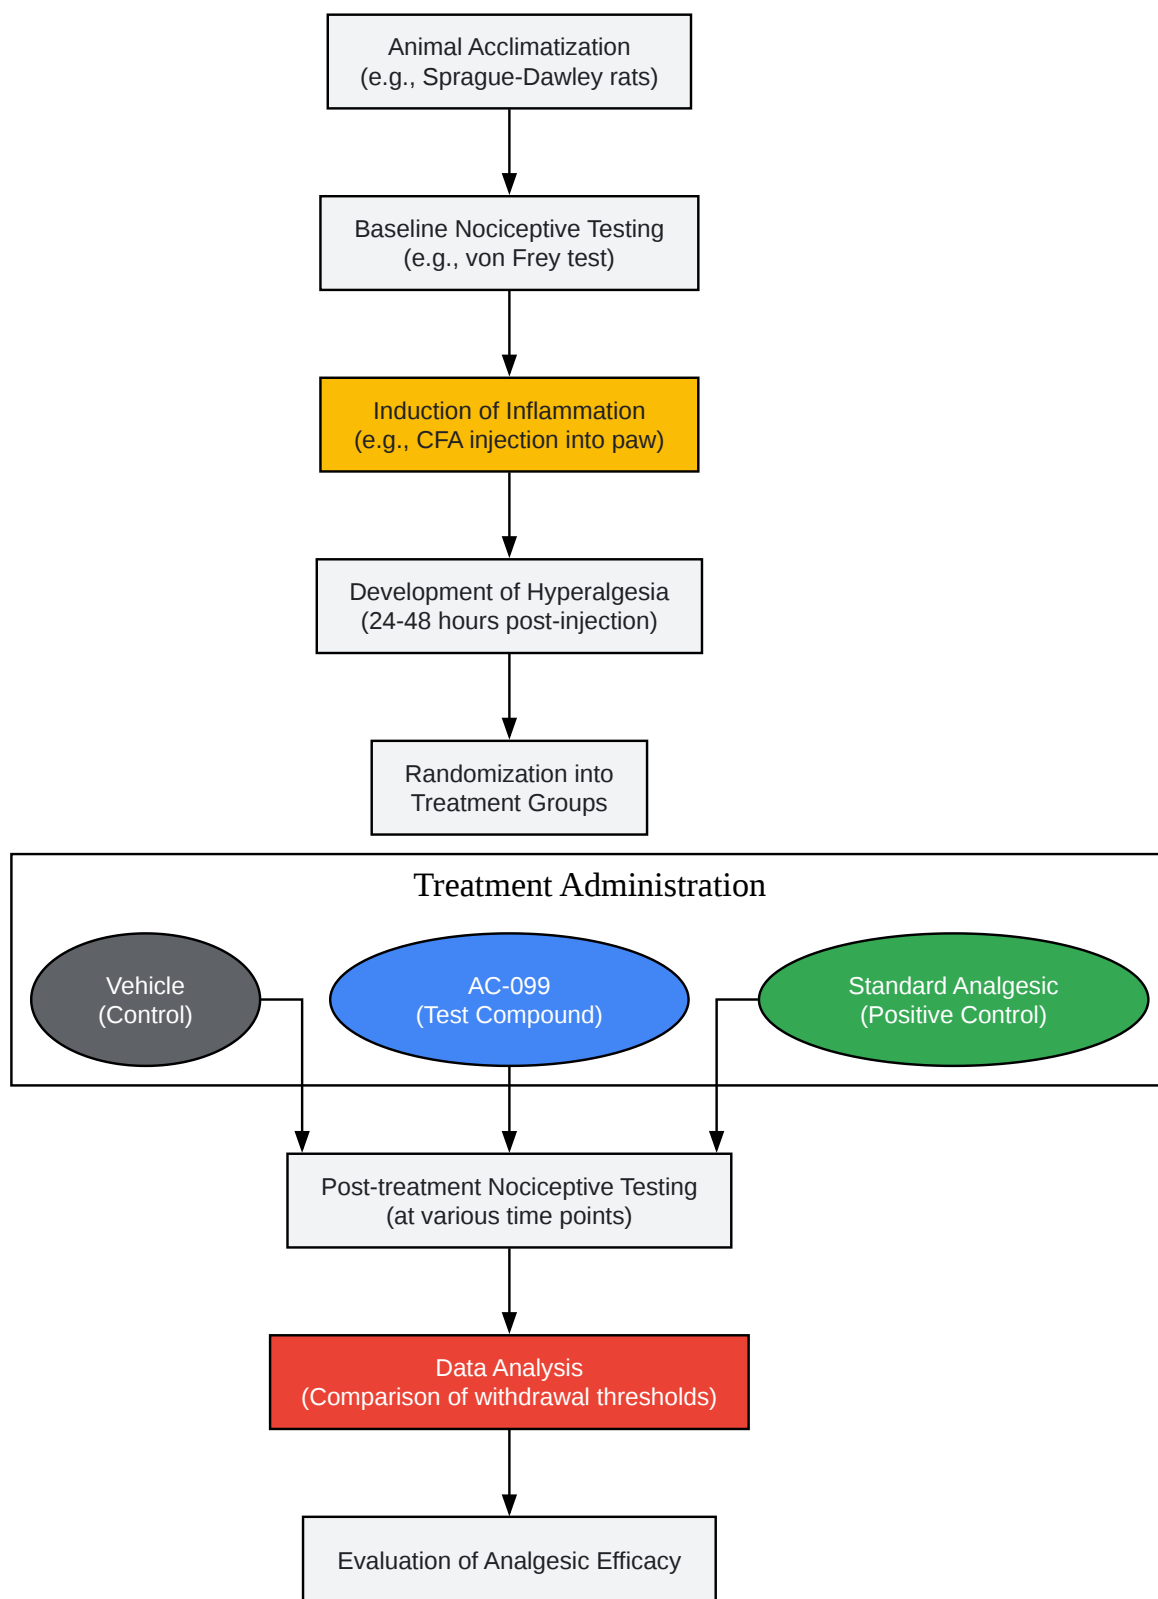 Animal Acclimatization
(e.g., Sprague-Dawley rats)
Baseline Nociceptive Testing
(e.g., von Frey test)
Induction of Inflammation
(e.g., CFA injection into paw)
Development of Hyperalgesia
(24-48 hours post-injection)
Randomization into
Treatment Groups
Treatment Administration
Vehicle
(Control)
AC-099
(Test Compound)
Standard Analgesic
(Positive Control)
Post-treatment Nociceptive Testing
(at various time points)
Data Analysis
(Comparison of withdrawal thresholds)
Evaluation of Analgesic Efficacy